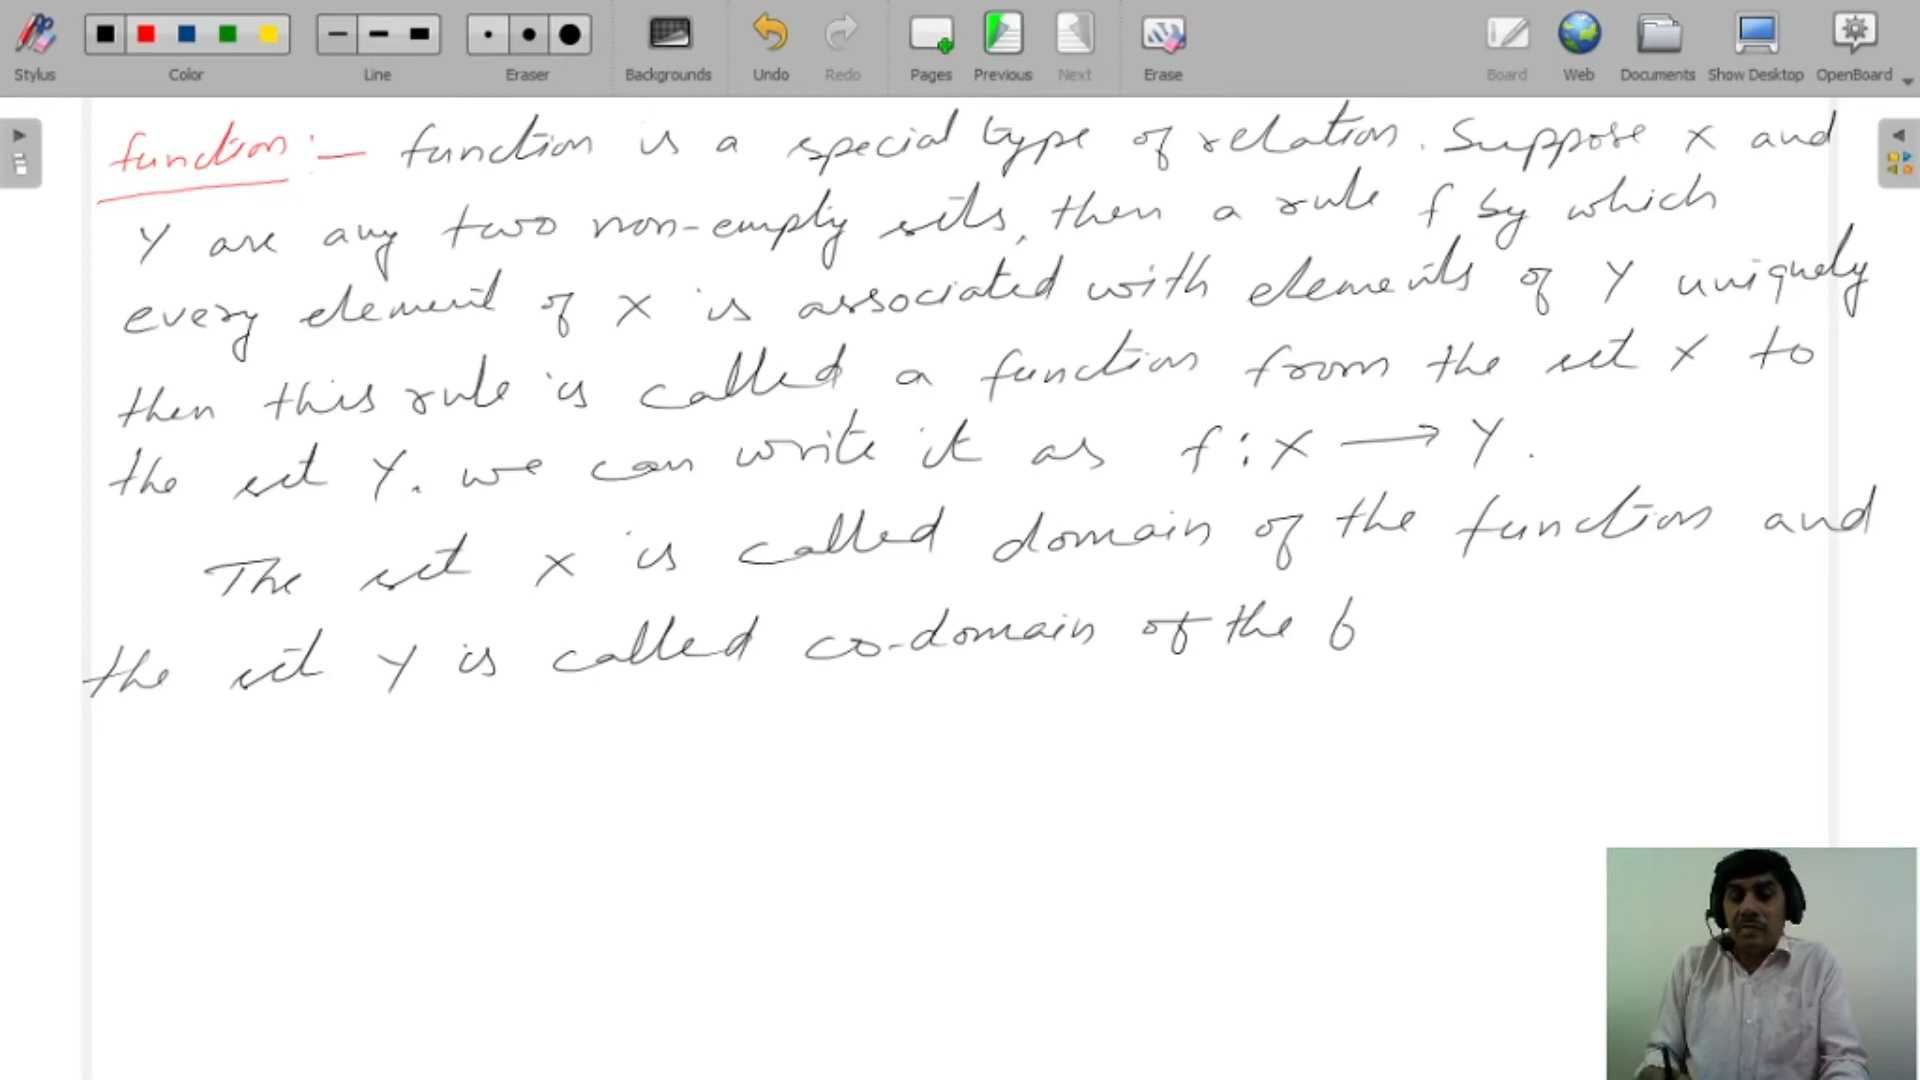 Stylus Color Line Eraser Backgrounds Undo Redo Pages Previous Next Erase Board Web Documents Show Desktop OpenBoard
function :- function is a special type of relation. Suppose X and
Y are any two non-empty sets, then a rule f by which
every element of X is associated with elements of Y uniquely
then this rule is called a function from the set X to
the set Y. we can write it as f : X → Y.
The set X is called domain of the function and
the set Y is called co-domain of the f